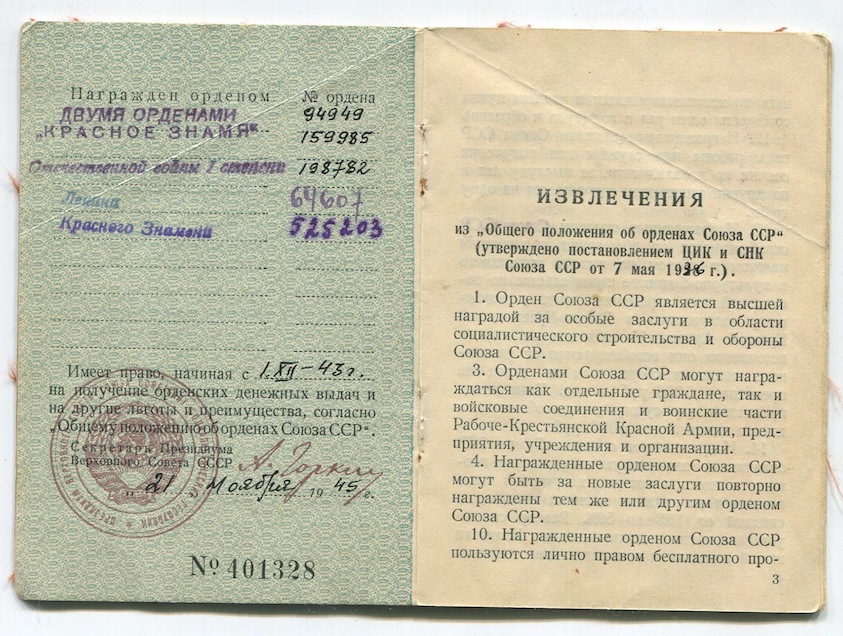 Награжден орденом № ордена
ДВУМЯ ОРДЕНАМИ 94949
„КРАСНОЕ ЗНАМЯ“ 159985
Отечественной войны I степени 198782
Ленина 64607
Красного Знамени 525203
Имеет право, начиная с 1.XII-43г.
на получение орденских денежных выдач и
на другие льготы и преимущества, согласно
„Общему положению об орденах Союза ССР“.
Секретарь Президиума
Верховного Совета СССР А. Горкин
„21 Ноября 1945 г.
№ 401328
ИЗВЛЕЧЕНИЯ
из „Общего положения об орденах Союза ССР“
(утверждено постановлением ЦИК и СНК
Союза ССР от 7 мая 1936 г.).
1. Орден Союза ССР является высшей
наградой за особые заслуги в области
социалистического строительства и обороны
Союза ССР.
3. Орденами Союза ССР могут награ-
ждаться как отдельные граждане, так и
войсковые соединения и воинские части
Рабоче-Крестьянской Красной Армии, пред-
приятия, учреждения и организации.
4. Награжденные орденом Союза ССР
могут быть за новые заслуги повторно
награждены тем же или другим орденом
Союза ССР.
10. Награжденные орденом Союза ССР
пользуются лично правом бесплатного про-
3